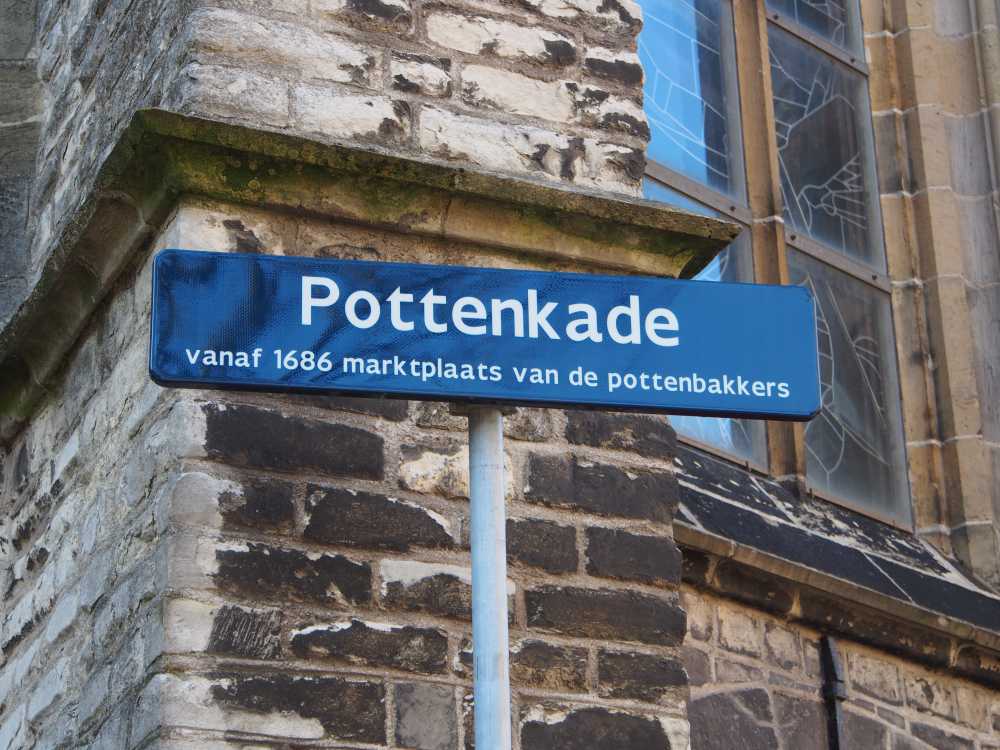 Pottenkade
vanaf 1686 marktplaats van de pottenbakkers